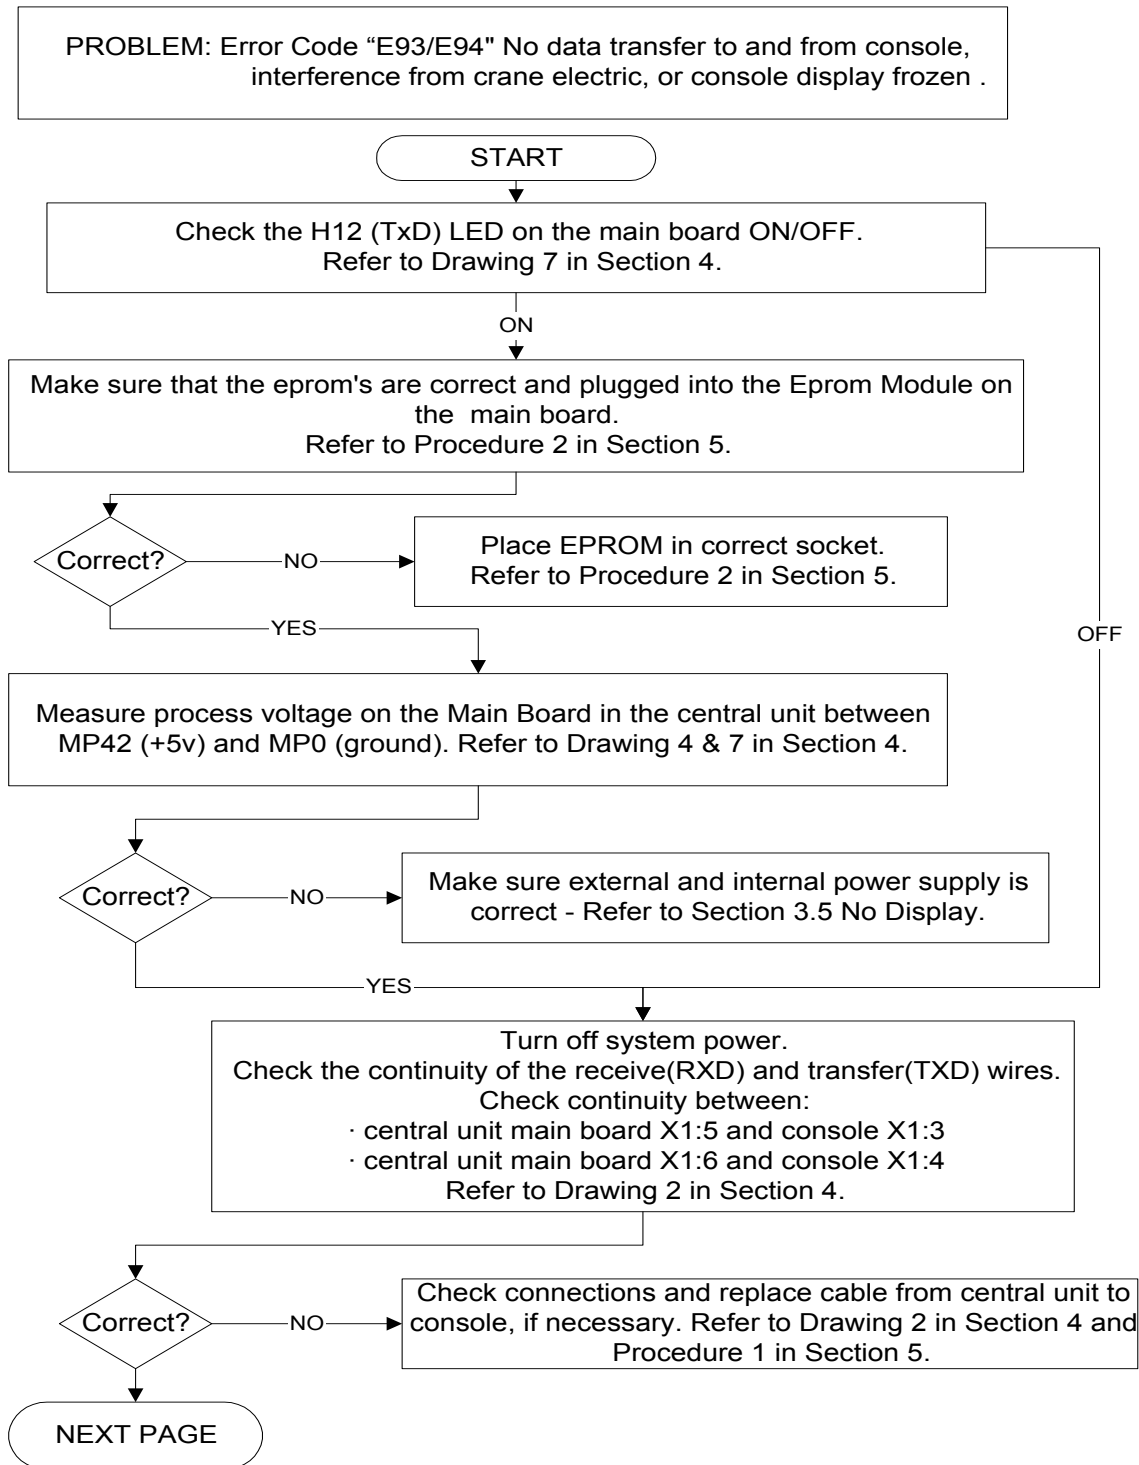 PROBLEM: Error Code “E93/E94" No data transfer to and from console,
interference from crane electric, or console display frozen .
START
Check the H12 (TxD) LED on the main board ON/OFF.
Refer to Drawing 7 in Section 4.
ON
Make sure that the eprom's are correct and plugged into the Eprom Module on
the main board.
Refer to Procedure 2 in Section 5.
Correct?
NO
Place EPROM in correct socket.
Refer to Procedure 2 in Section 5.
YES
OFF
Measure process voltage on the Main Board in the central unit between
MP42 (+5v) and MP0 (ground). Refer to Drawing 4 & 7 in Section 4.
Correct?
NO
Make sure external and internal power supply is
correct - Refer to Section 3.5 No Display.
YES
Turn off system power.
Check the continuity of the receive(RXD) and transfer(TXD) wires.
Check continuity between:
· central unit main board X1:5 and console X1:3
· central unit main board X1:6 and console X1:4
Refer to Drawing 2 in Section 4.
Correct?
NO
Check connections and replace cable from central unit to
console, if necessary. Refer to Drawing 2 in Section 4 and
Procedure 1 in Section 5.
NEXT PAGE